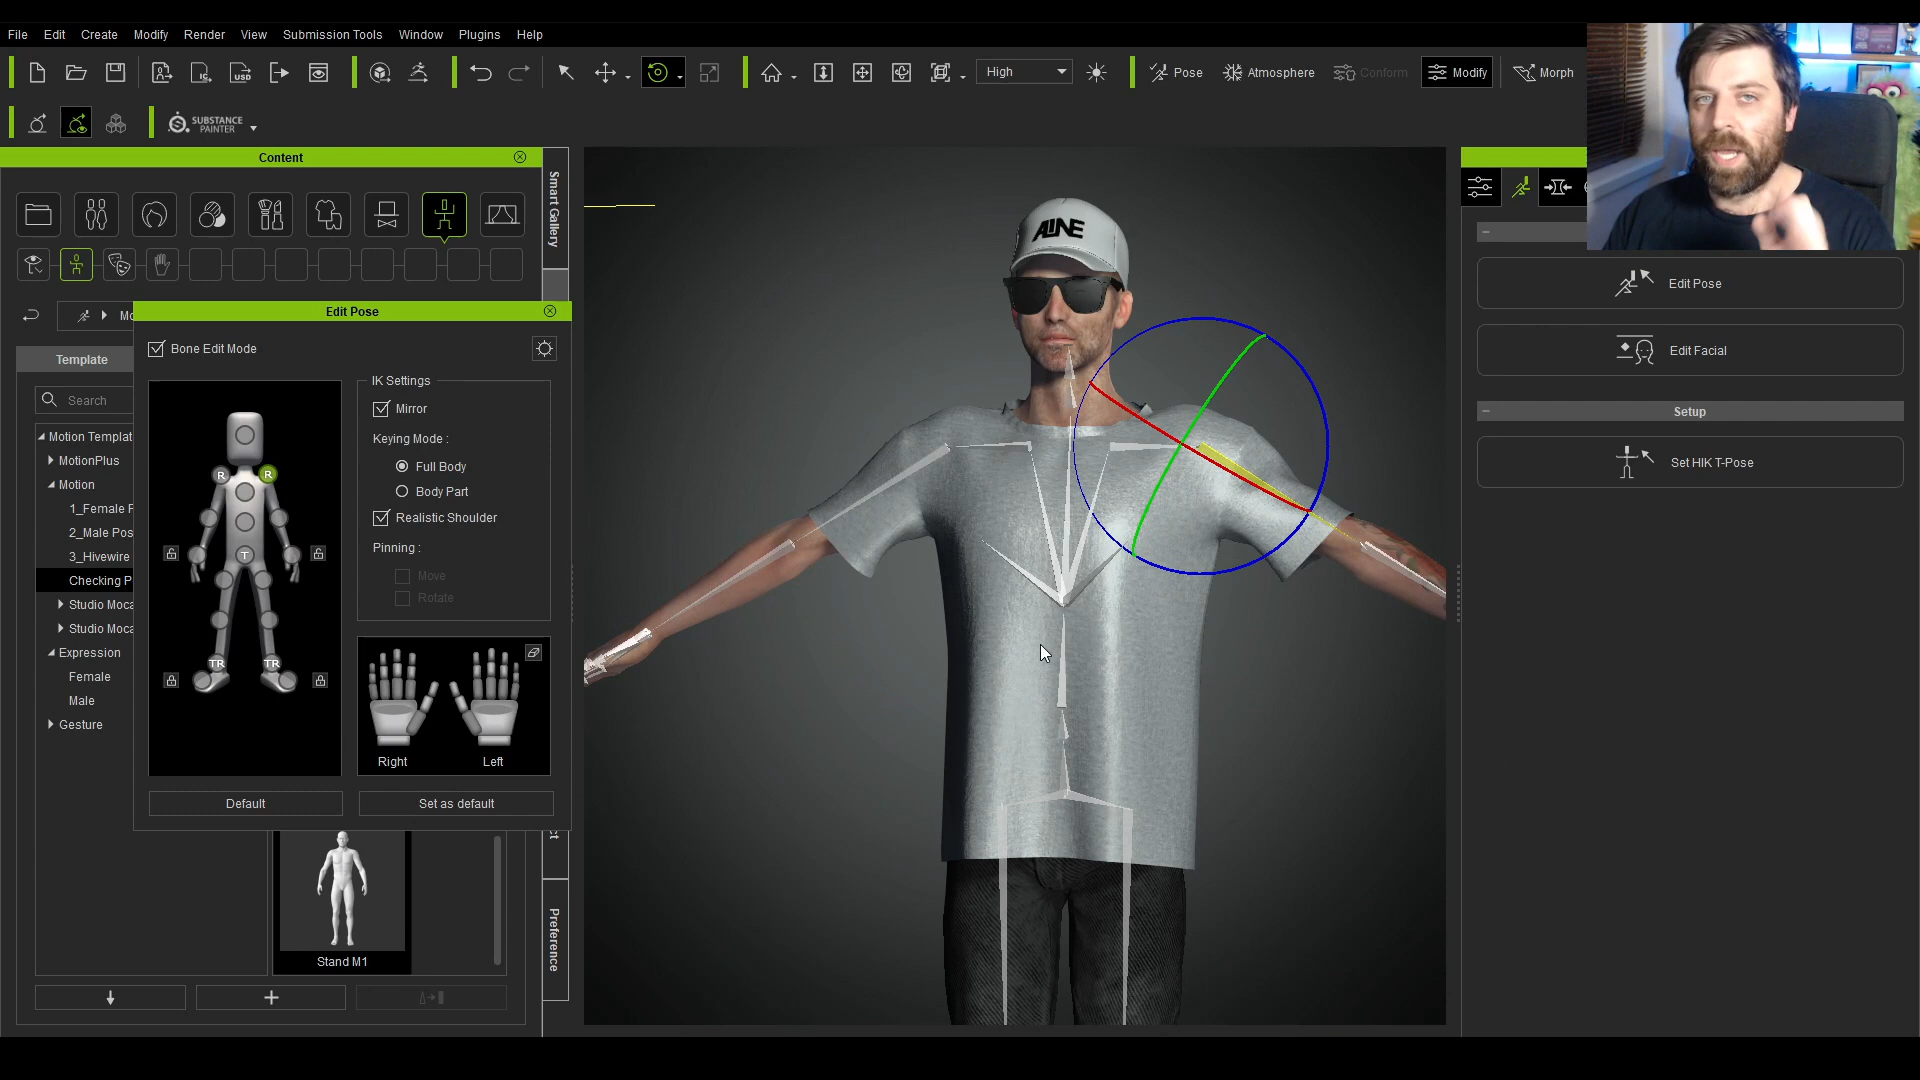 File Edit Create Modify Render View Submission Tools Window Plugins Help
High
Pose
Atmosphere
Conform
Modify
Morph
SUBSTANCE
PAINTER
Content
Smart Gallery
Edit Pose
Bone Edit Mode
Template
Search
Motion Templat
MotionPlus
Motion
1_Female F
2_Male Pos
3_Hivewire
Checking P
Studio Moca
Studio Moca
Expression
Female
Male
Gesture
IK Settings
Mirror
Keying Mode :
Full Body
Body Part
Realistic Shoulder
Pinning :
Move
Rotate
R R
T
TR TR
Right Left
Default
Set as default
Stand M1
Preference
Edit Pose
Edit Facial
Setup
Set HIK T-Pose